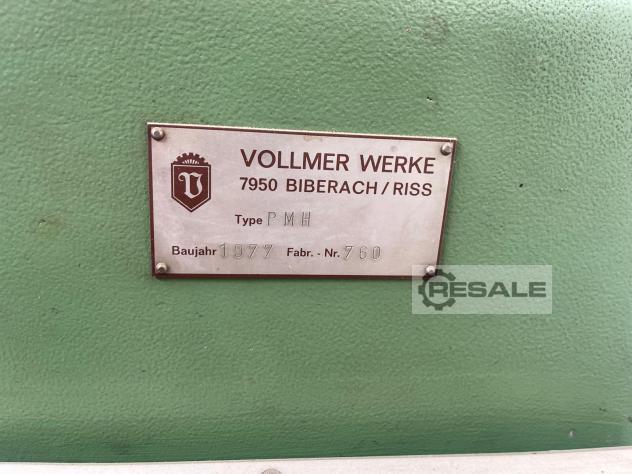 VOLLMER WERKE
7950 BIBERACH / RISS
Type PMH
Baujahr 1977 Fabr. - Nr. 760
RESALE